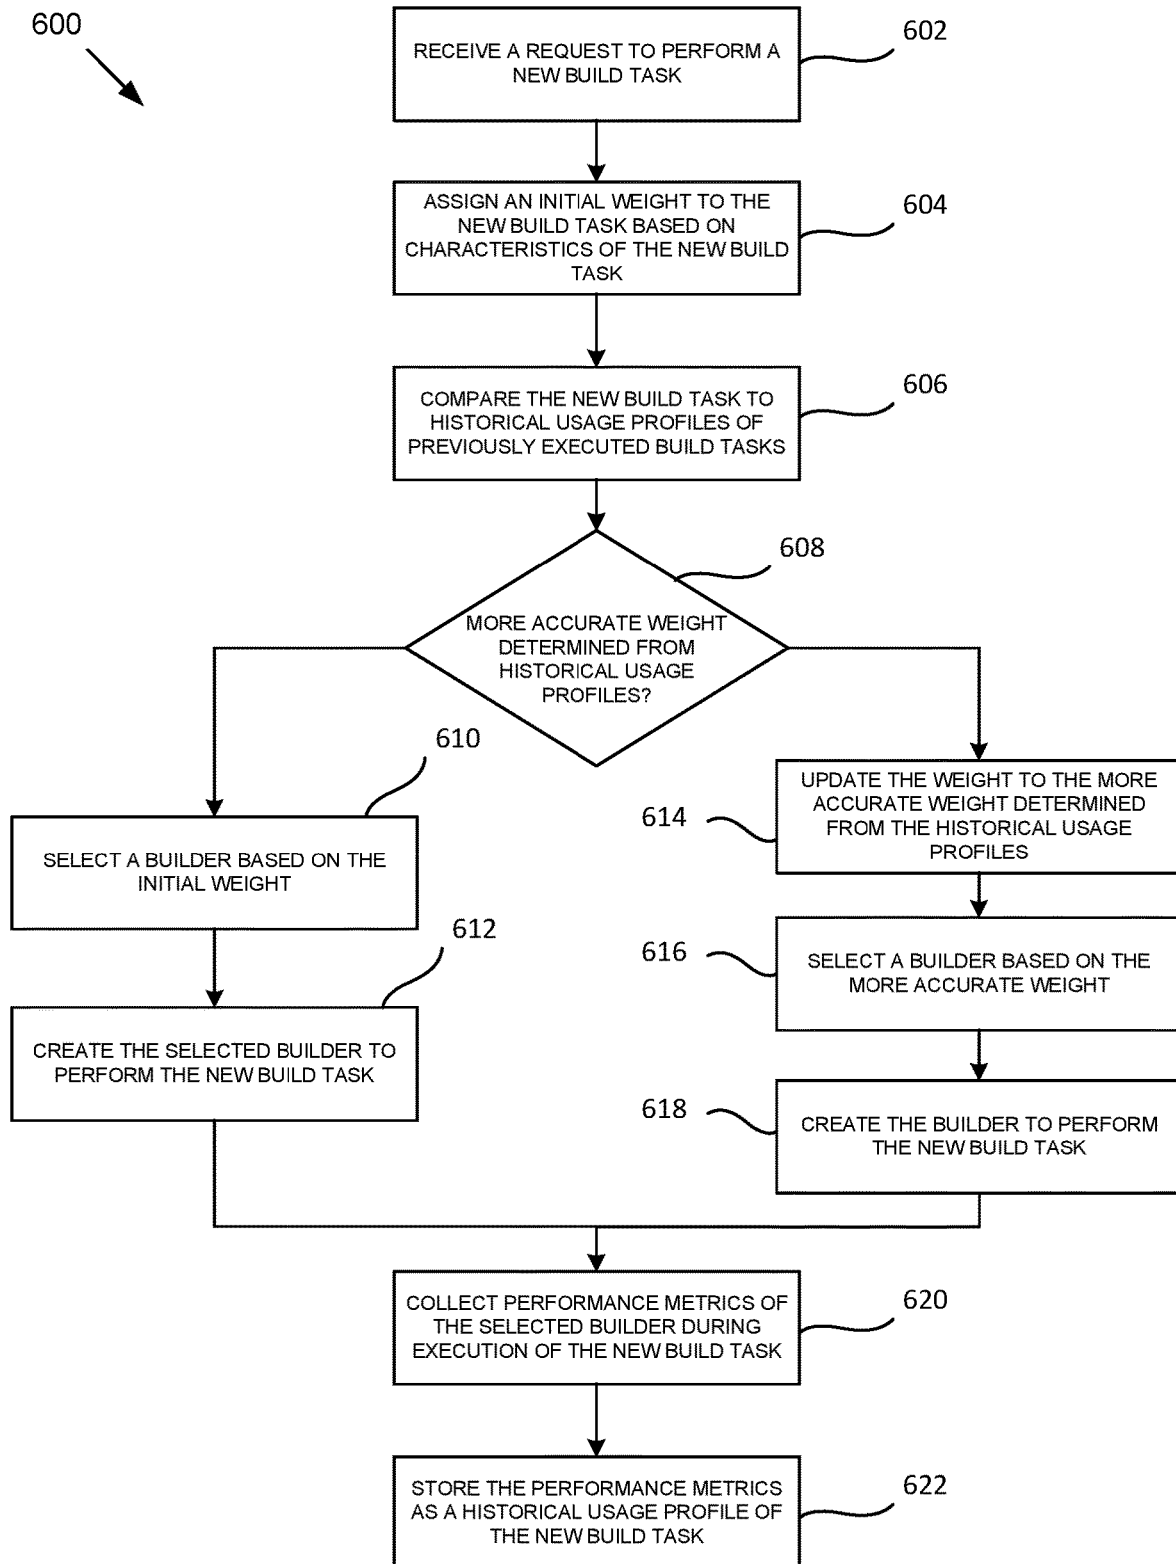 600
RECEIVE A REQUEST TO PERFORM A
NEW BUILD TASK
602
ASSIGN AN INITIAL WEIGHT TO THE
NEW BUILD TASK BASED ON
CHARACTERISTICS OF THE NEW BUILD
TASK
604
COMPARE THE NEW BUILD TASK TO
HISTORICAL USAGE PROFILES OF
PREVIOUSLY EXECUTED BUILD TASKS
606
608
MORE ACCURATE WEIGHT
DETERMINED FROM
HISTORICAL USAGE
PROFILES?
610
SELECT A BUILDER BASED ON THE
INITIAL WEIGHT
612
CREATE THE SELECTED BUILDER TO
PERFORM THE NEW BUILD TASK
614
UPDATE THE WEIGHT TO THE MORE
ACCURATE WEIGHT DETERMINED
FROM THE HISTORICAL USAGE
PROFILES
616
SELECT A BUILDER BASED ON THE
MORE ACCURATE WEIGHT
618
CREATE THE BUILDER TO PERFORM
THE NEW BUILD TASK
COLLECT PERFORMANCE METRICS OF
THE SELECTED BUILDER DURING
EXECUTION OF THE NEW BUILD TASK
620
STORE THE PERFORMANCE METRICS
AS A HISTORICAL USAGE PROFILE OF
THE NEW BUILD TASK
622